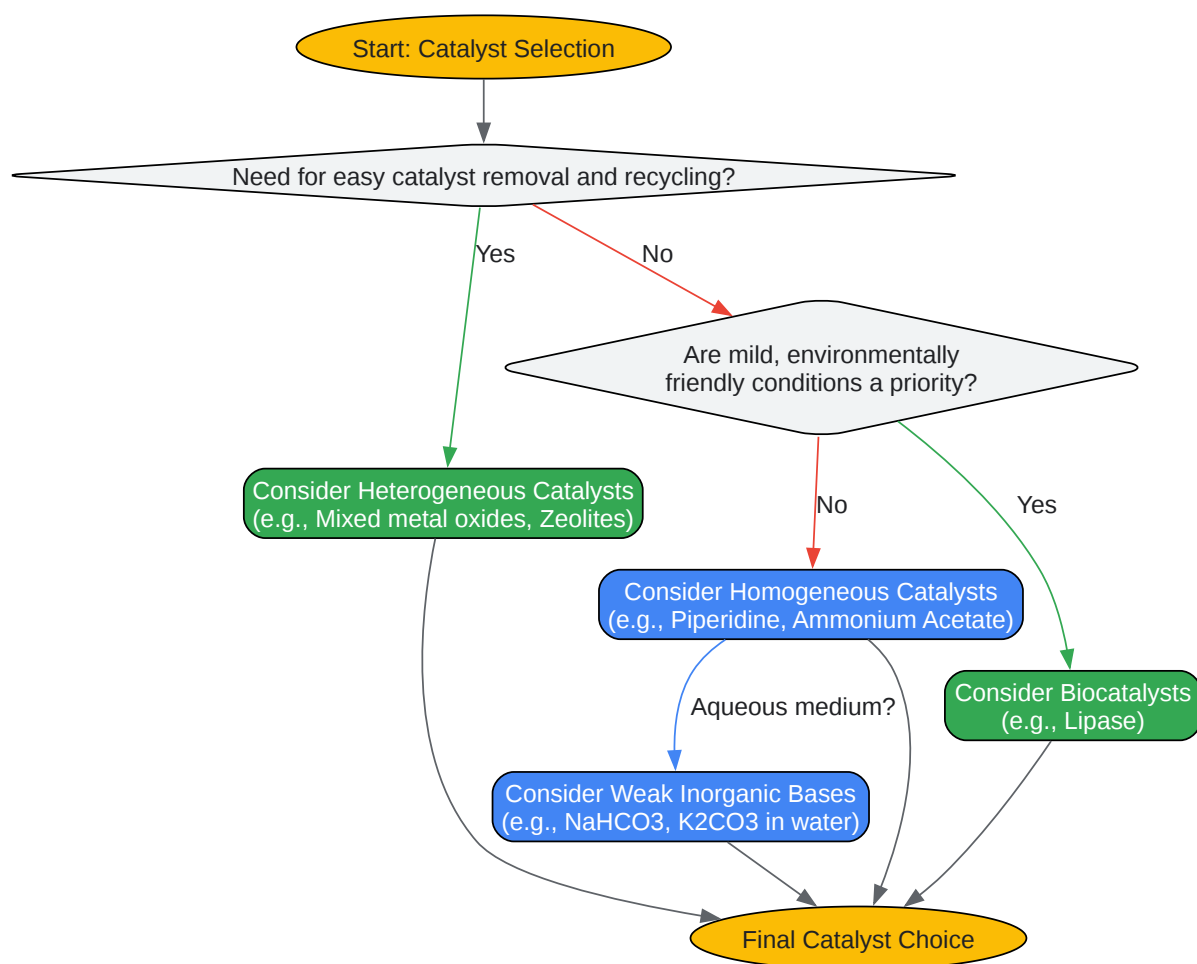 Start: Catalyst Selection
Need for easy catalyst removal and recycling?
Yes
No
Are mild, environmentally
friendly conditions a priority?
Consider Heterogeneous Catalysts
(e.g., Mixed metal oxides, Zeolites)
No
Yes
Consider Homogeneous Catalysts
(e.g., Piperidine, Ammonium Acetate)
Consider Biocatalysts
(e.g., Lipase)
Aqueous medium?
Consider Weak Inorganic Bases
(e.g., NaHCO3, K2CO3 in water)
Final Catalyst Choice